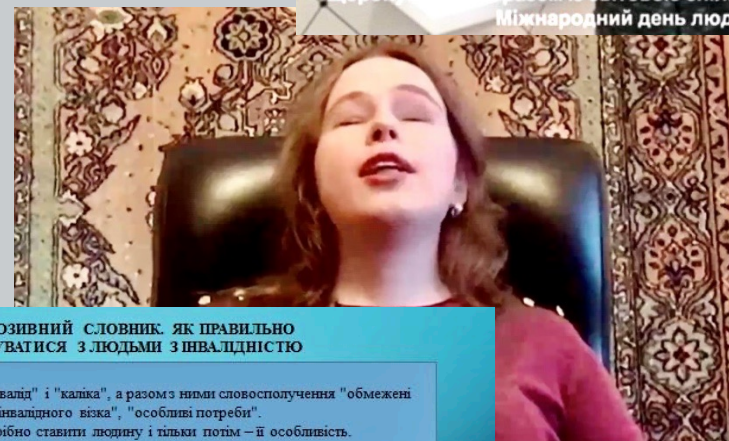 Міжнародний день люд
ОЗИВНИЙ СЛОВНИК. ЯК ПРАВИЛЬНО
УВАТИСЯ З ЛЮДЬМИ З ІНВАЛІДНІСТЮ
валід" і "каліка", а разом з ними словосполучення "обмежені
інвалідного візка", "особливі потреби".
рібно ставити людину і тільки потім – її особливість.